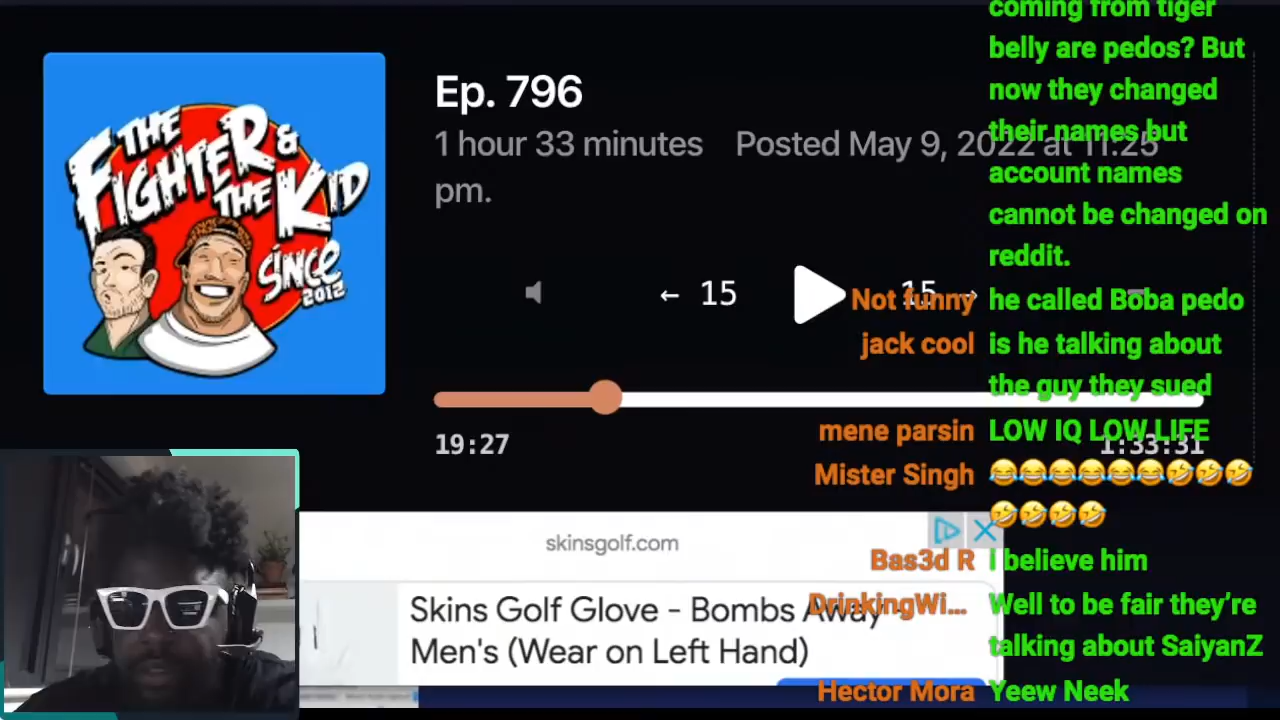 THE
FIGHTER &
THE KID
SINCE
2012
Ep. 796
1 hour 33 minutes Posted May 9, 2022 at 11:25
pm.
← 15
15 →
19:27
1:33:31
skinsgolf.com
Skins Golf Glove - Bombs Away
Men's (Wear on Left Hand)
coming from tiger
belly are pedos? But
now they changed
their names but
account names
cannot be changed on
reddit.
Not funny he called Boba pedo
jack cool is he talking about
the guy they sued
mene parsin LOW IQ LOW LIFE
Mister Singh 😂😂😂😂😂😂🤣🤣🤣
🤣🤣🤣🤣
Bas3d R I believe him
DrinkingWi... Well to be fair they’re
talking about SaiyanZ
Hector Mora Yeew Neek